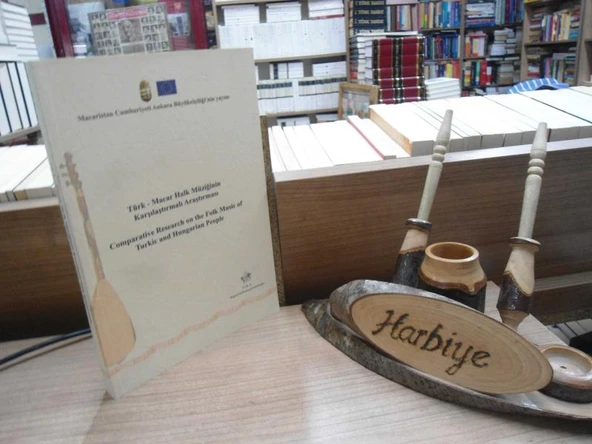 Macaristan Cumhuriyeti Ankara Büyükelçiliği'nin yayını
Türk - Macar Halk Müziğinin
Karşılaştırmalı Araştırması
Comparative Research on the Folk Music of
Turkic and Hungarian People
Harbiye